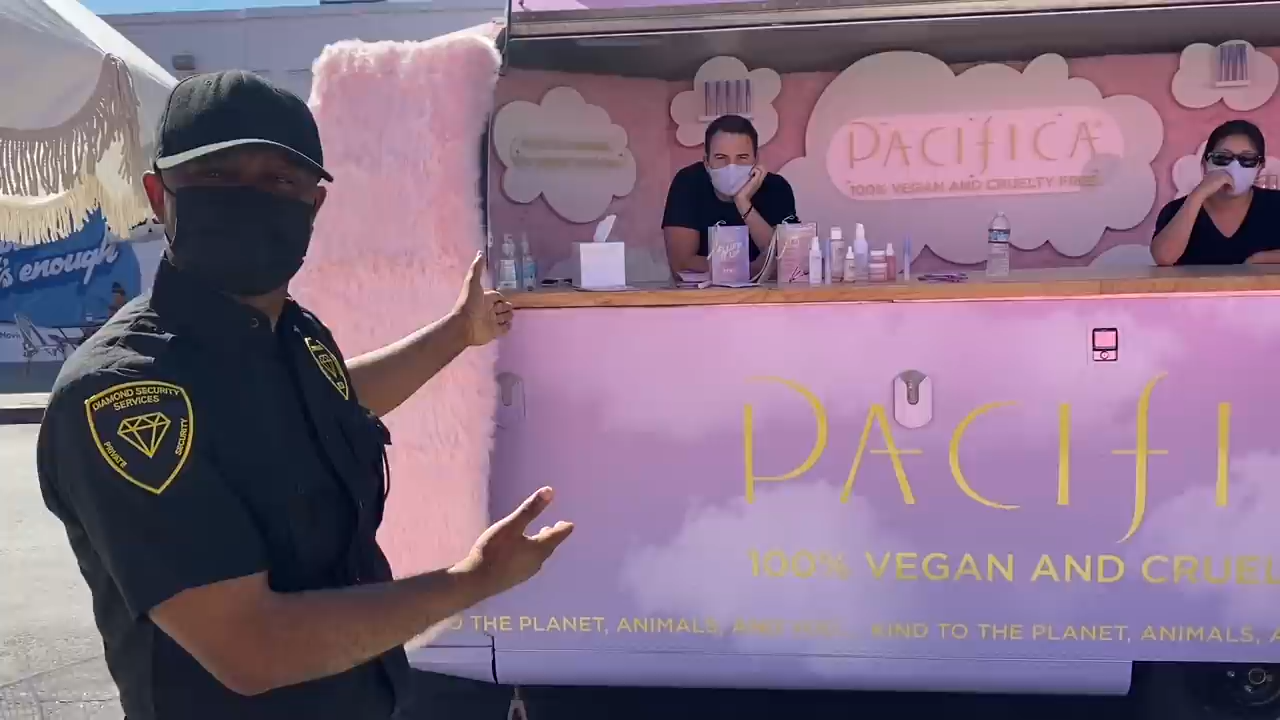 's enough
DIAMOND SECURITY
SERVICES
PRIVATE
SECURITY
PACIFICA
100% VEGAN AND CRUELTY FREE
PACIFI
100% VEGAN AND CRUEL
O THE PLANET, ANIMALS, AND KIND TO THE PLANET, ANIMALS, A